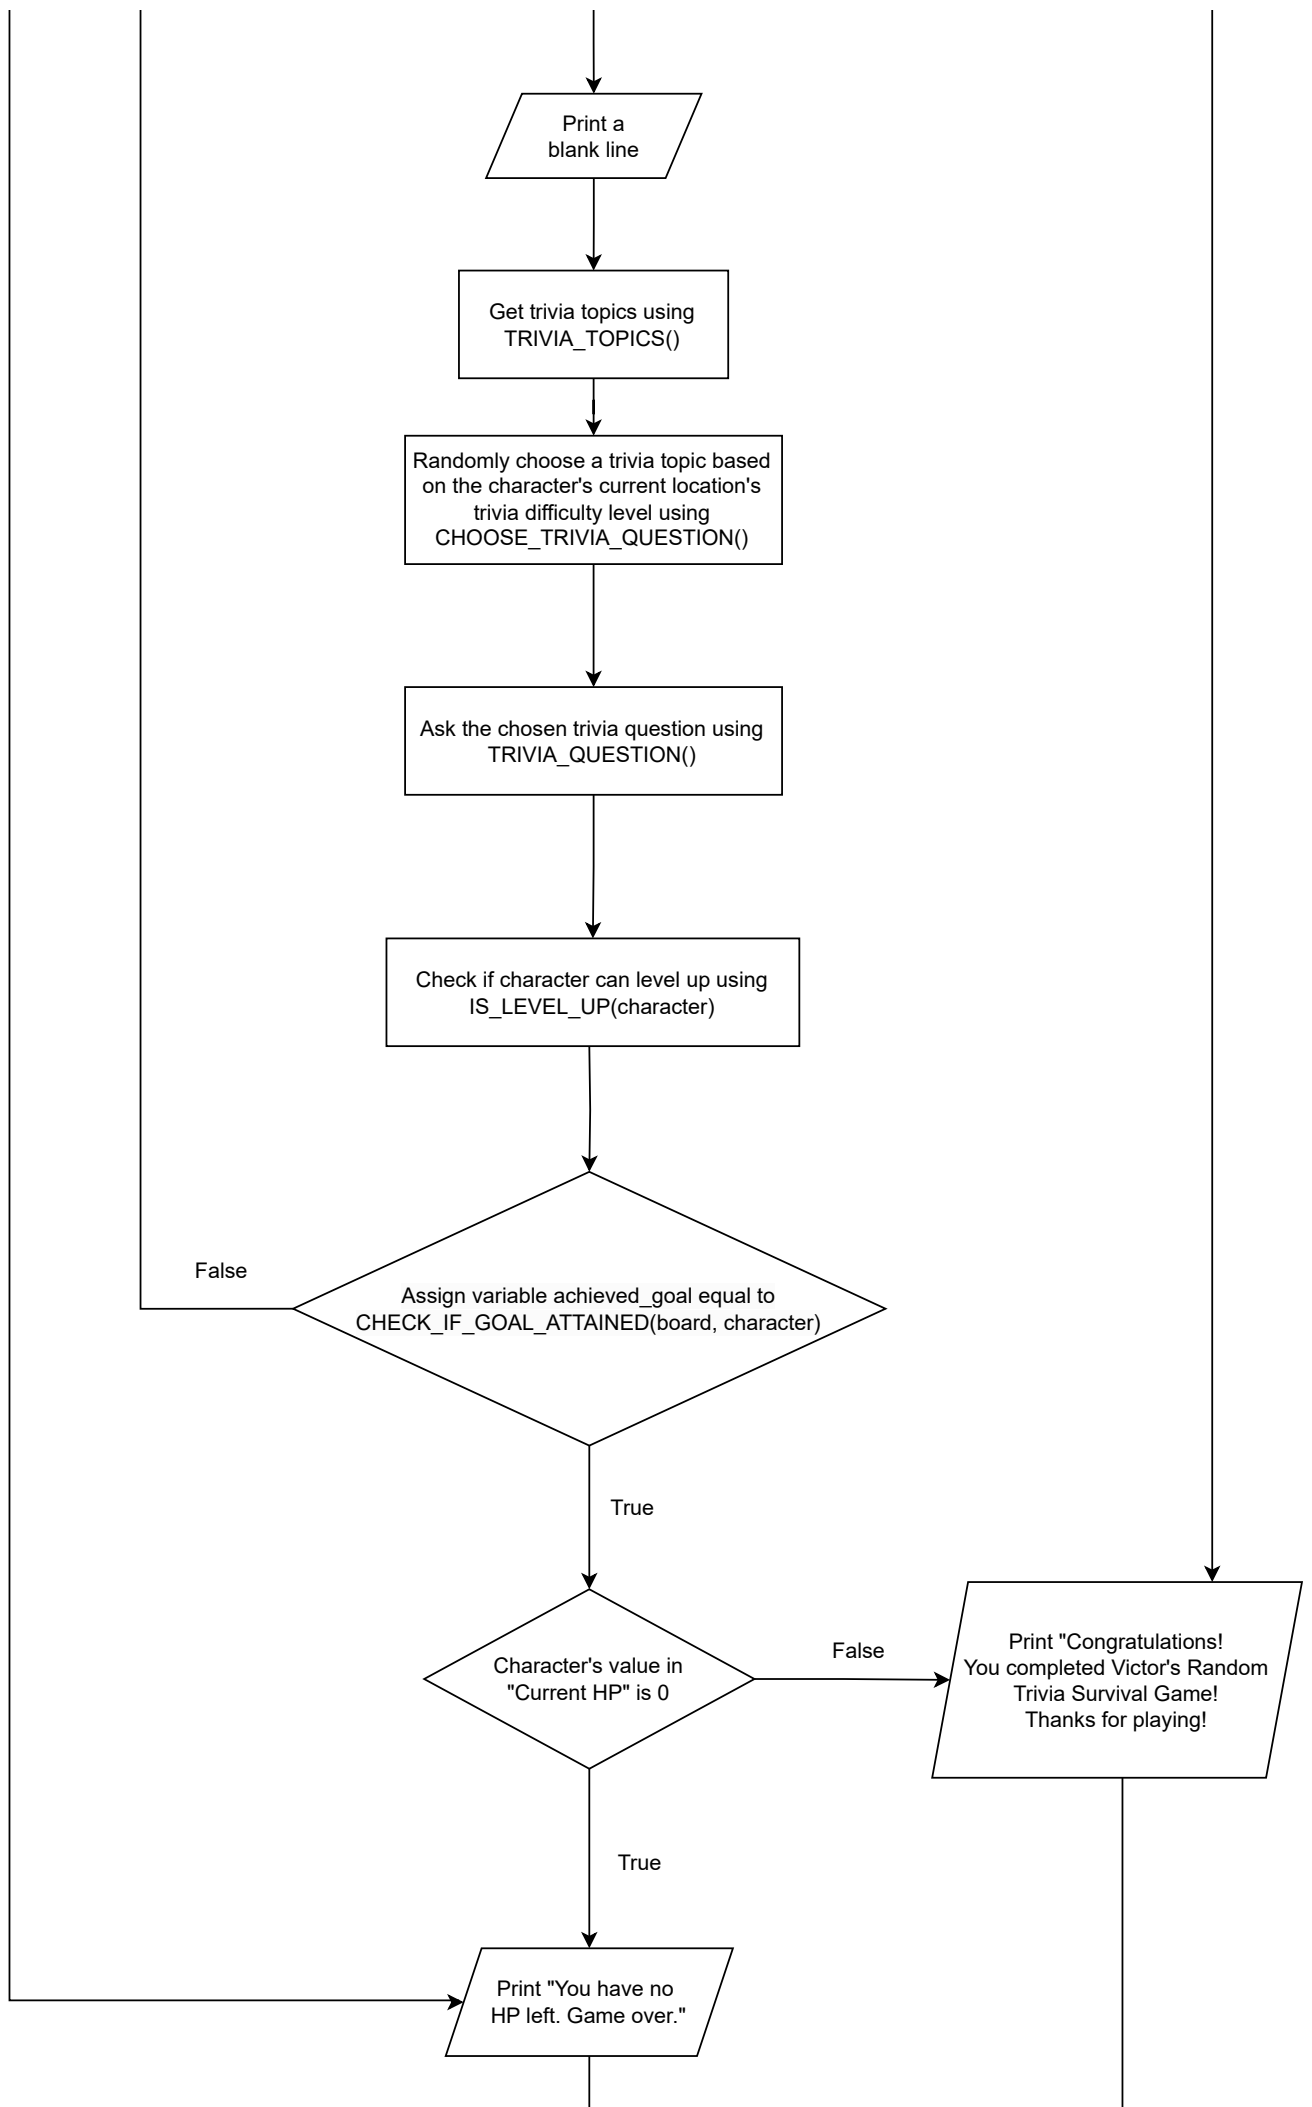 Print a
blank line
Get trivia topics using
TRIVIA_TOPICS()
Randomly choose a trivia topic based
on the character's current location's
trivia difficulty level using
CHOOSE_TRIVIA_QUESTION()
Ask the chosen trivia question using
TRIVIA_QUESTION()
Check if character can level up using
IS_LEVEL_UP(character)
False
Assign variable achieved_goal equal to
CHECK_IF_GOAL_ATTAINED(board, character)
True
Character's value in
"Current HP" is 0
False
Print "Congratulations!
You completed Victor's Random
Trivia Survival Game!
Thanks for playing!
True
Print "You have no
HP left. Game over."